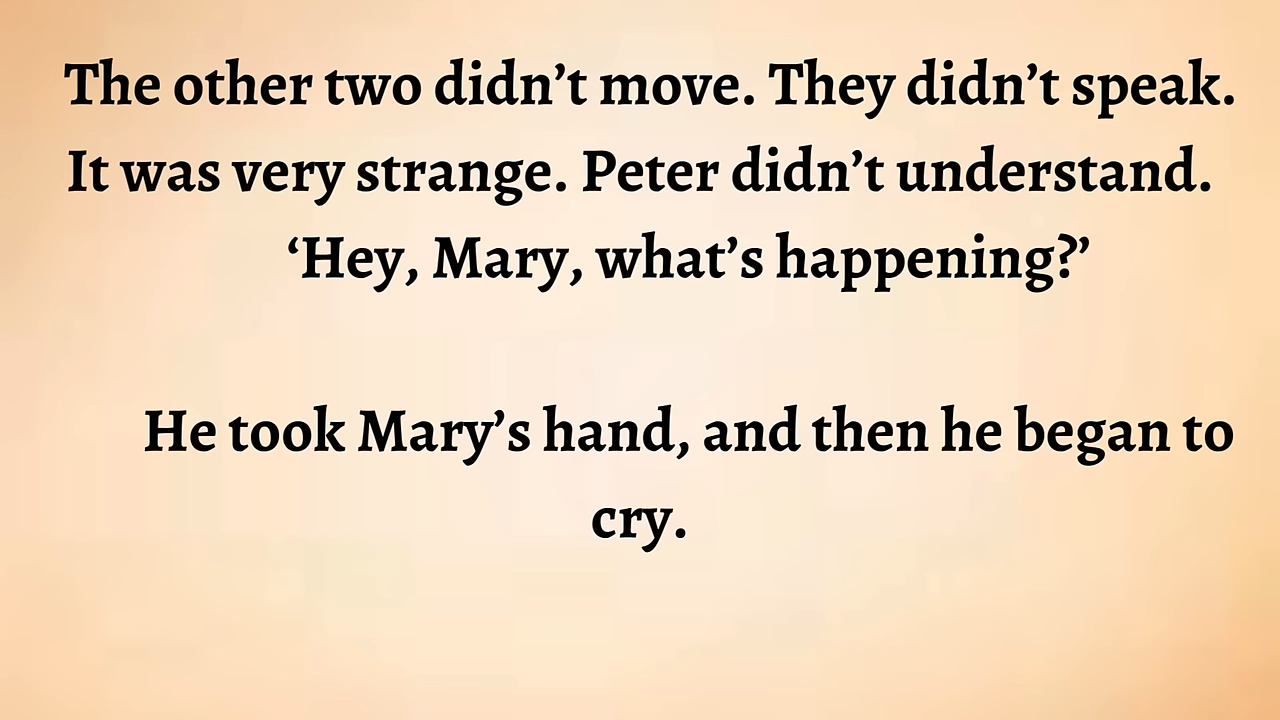 The other two didn’t move. They didn’t speak.
It was very strange. Peter didn’t understand.
‘Hey, Mary, what’s happening?’
He took Mary’s hand, and then he began to
cry.